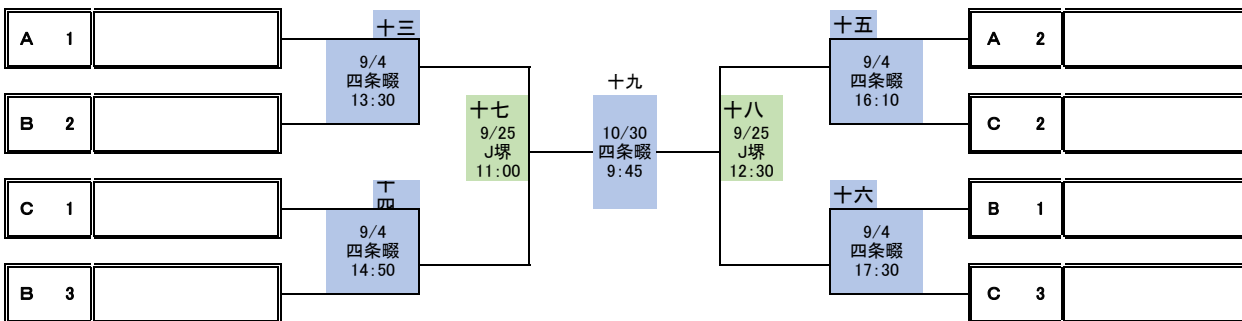 A 1
十三
9/4
四条畷
13:30
B 2
C 1
十四
9/4
四条畷
14:50
B 3
十七
9/25
J堺
11:00
十九
10/30
四条畷
9:45
十八
9/25
J堺
12:30
十五
9/4
四条畷
16:10
A 2
C 2
十六
9/4
四条畷
17:30
B 1
C 3